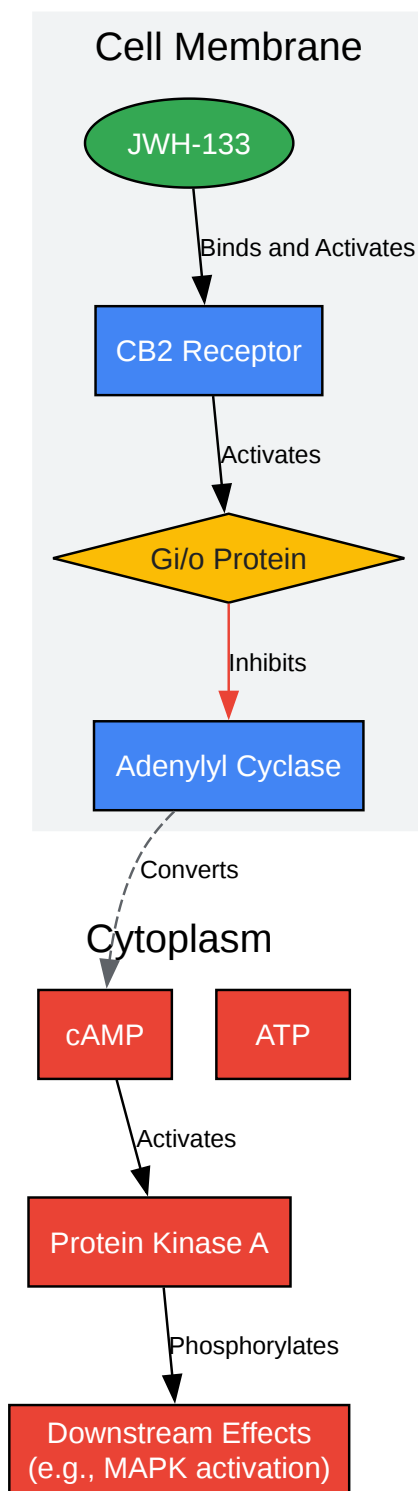 Cell Membrane
JWH-133
Binds and Activates
CB2 Receptor
Activates
Gi/o Protein
Inhibits
Adenylyl Cyclase
Converts
Cytoplasm
cAMP
ATP
Activates
Protein Kinase A
Phosphorylates
Downstream Effects
(e.g., MAPK activation)